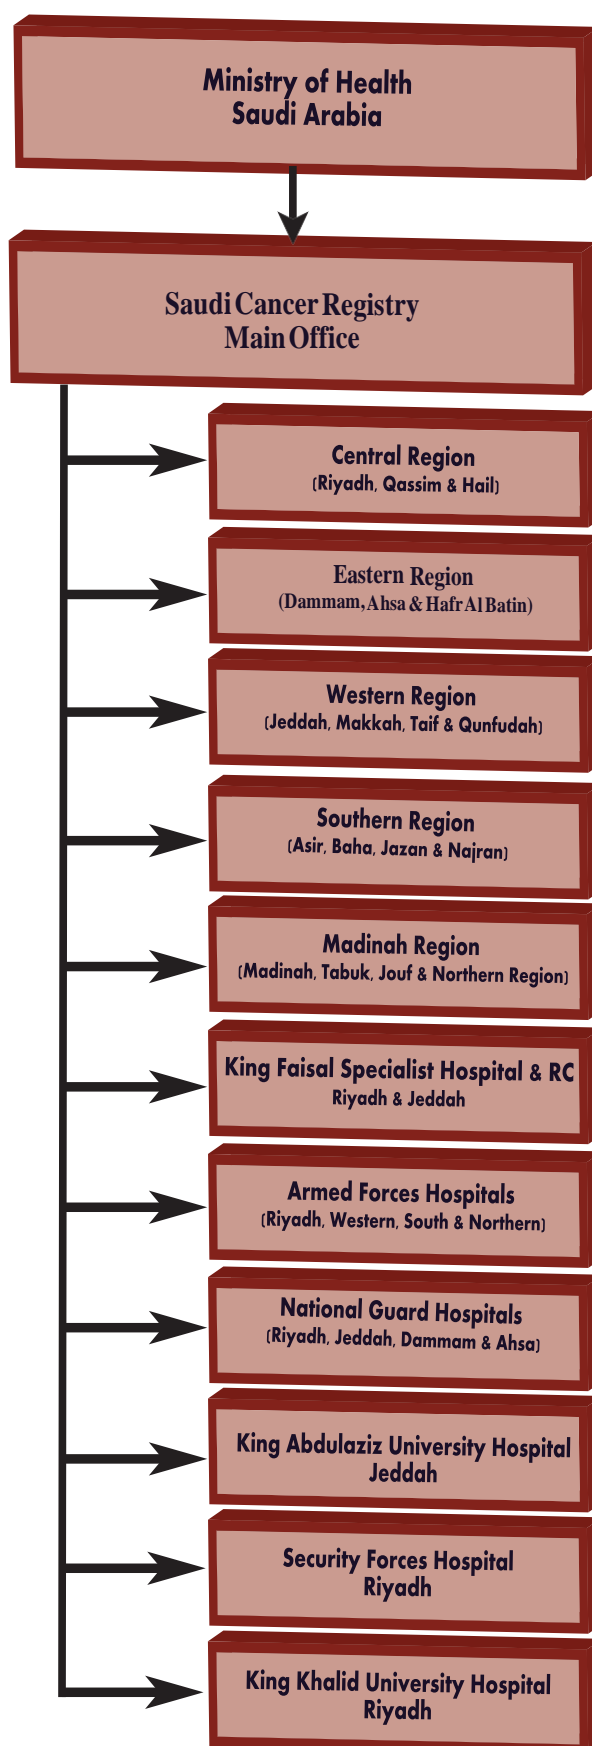 Ministry of Health
Saudi Arabia
Saudi Cancer Registry
Main Office
Central Region
(Riyadh, Qassim & Hail)
Eastern Region
(Dammam, Ahsa & Hafr Al Batin)
Western Region
(Jeddah, Makkah, Taif & Qunfudah)
Southern Region
(Asir, Baha, Jazan & Najran)
Madinah Region
(Madinah, Tabuk, Jouf & Northern Region)
King Faisal Specialist Hospital & RC
Riyadh & Jeddah
Armed Forces Hospitals
(Riyadh, Western, South & Northern)
National Guard Hospitals
(Riyadh, Jeddah, Dammam & Ahsa)
King Abdulaziz University Hospital
Jeddah
Security Forces Hospital
Riyadh
King Khalid University Hospital
Riyadh